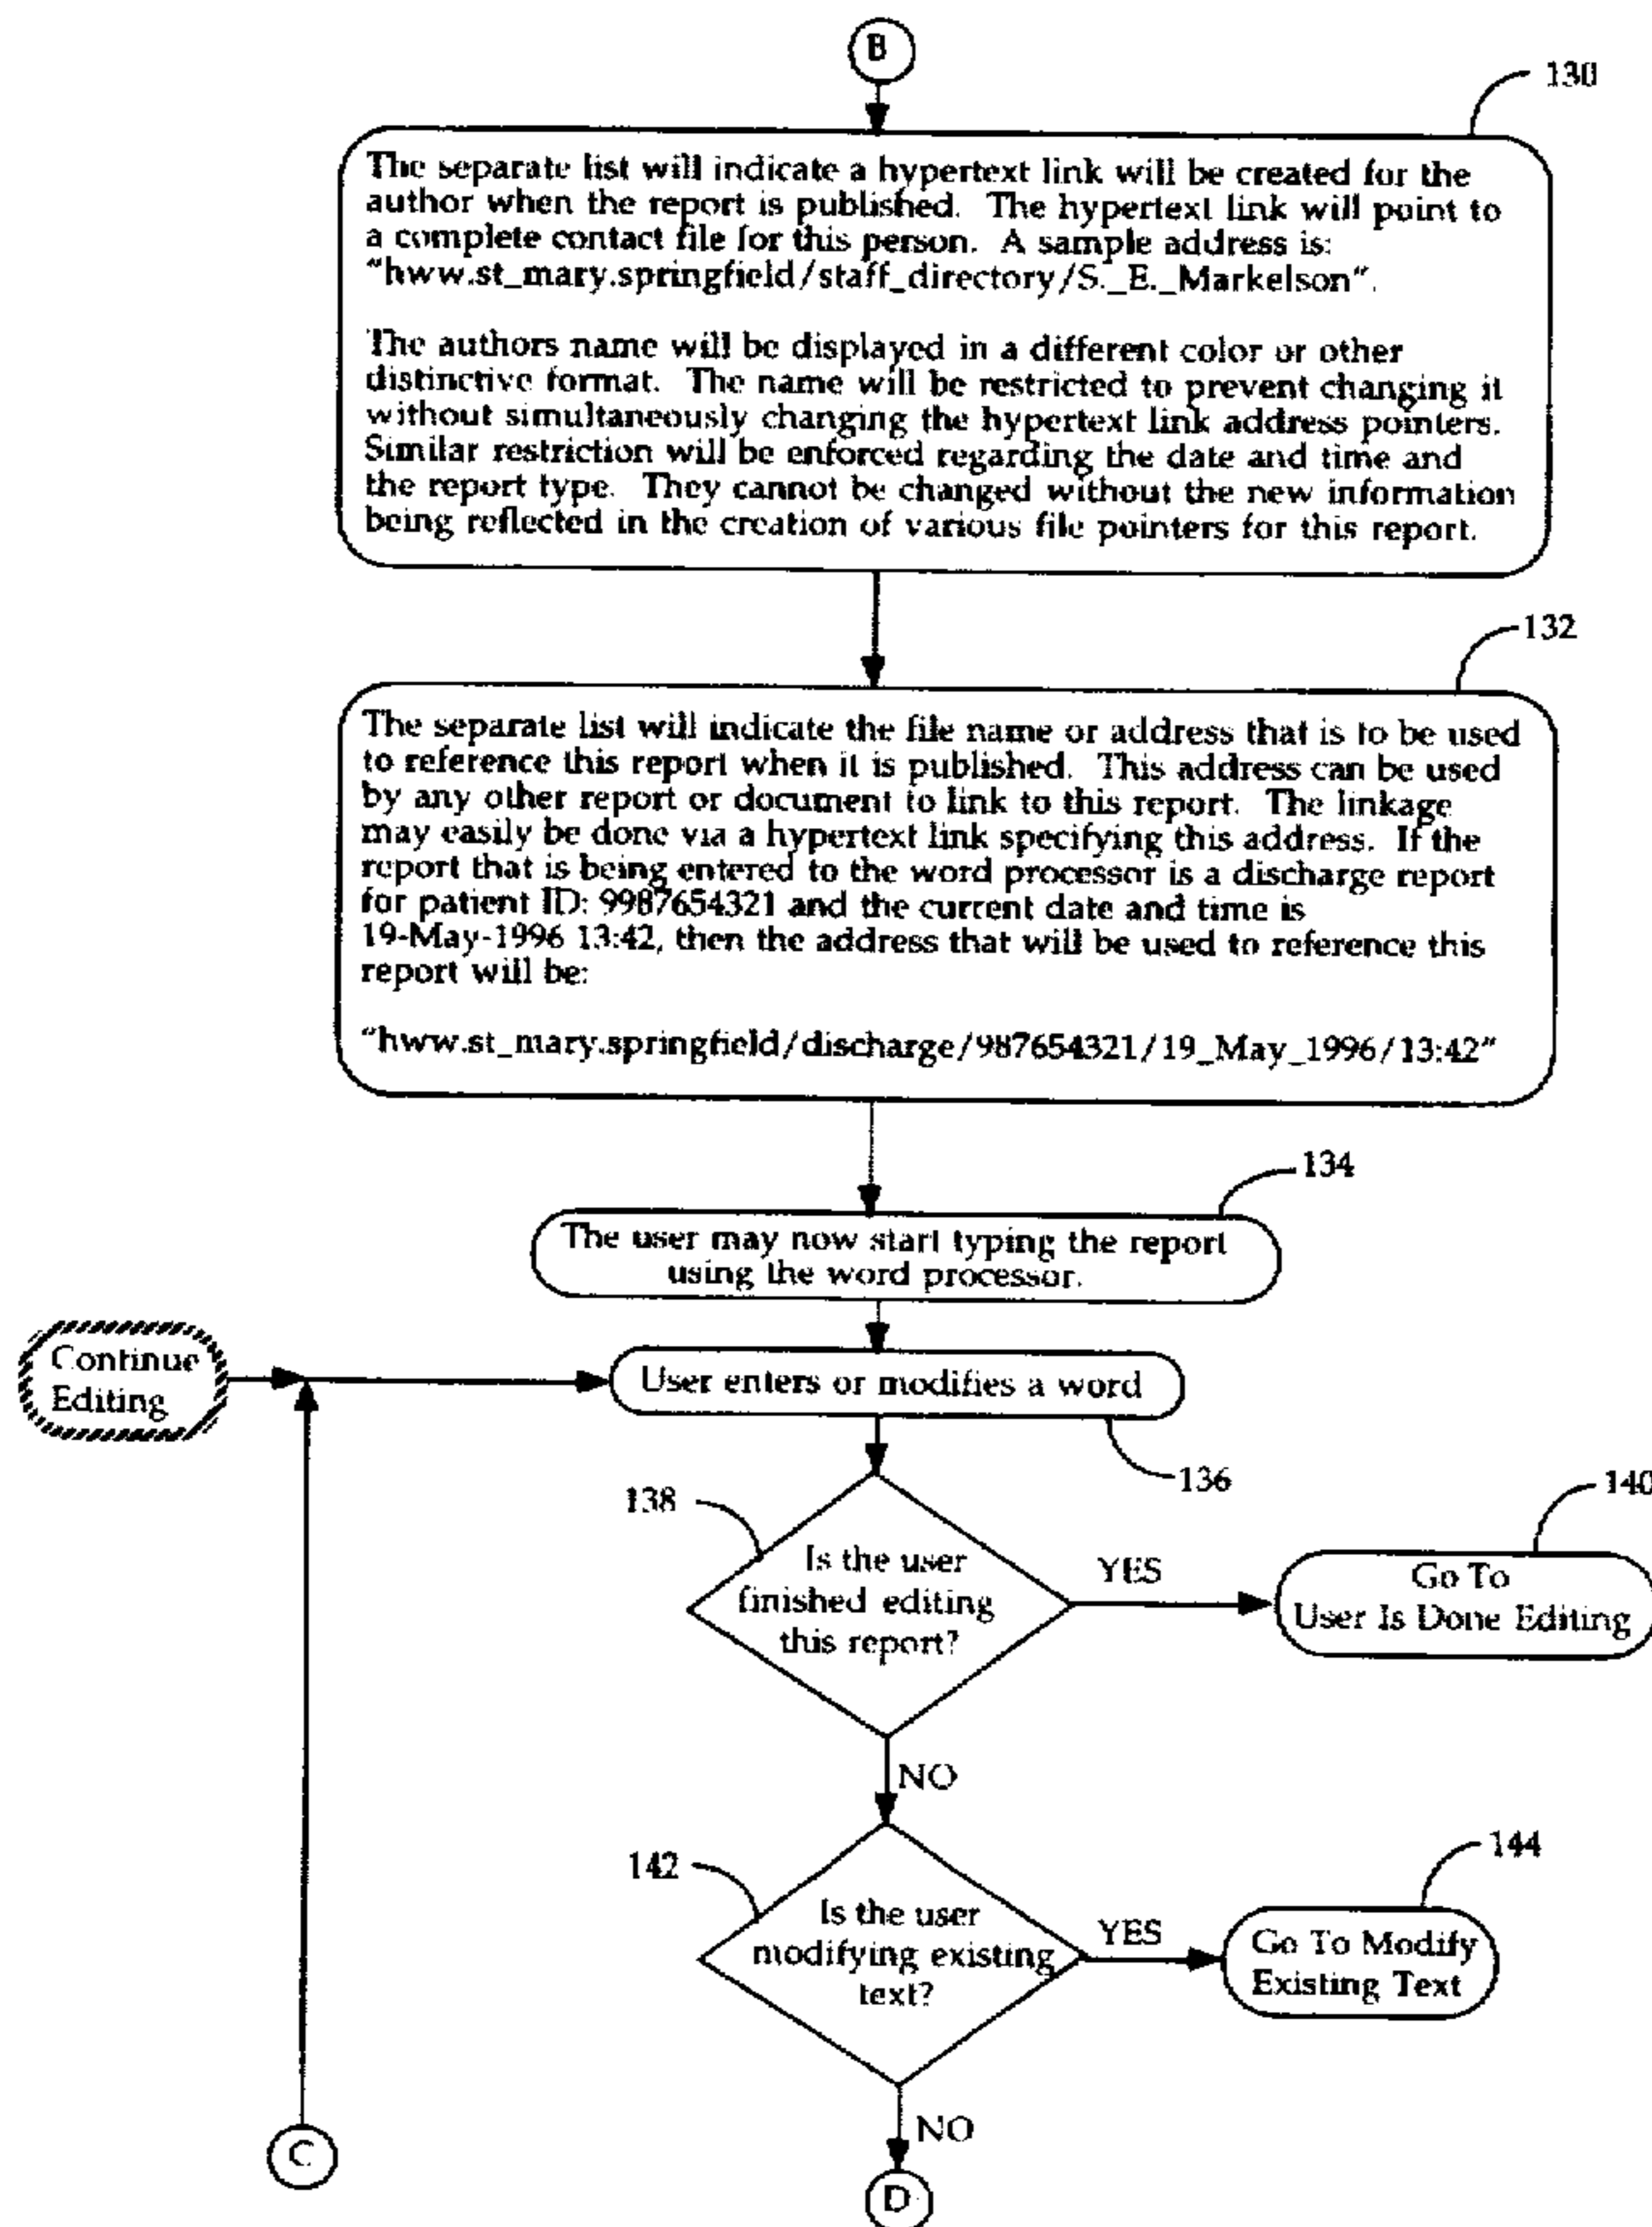 B
130
The separate list will indicate a hypertext link will be created for the
author when the report is published. The hypertext link will point to
a complete contact file for this person. A sample address is:
"hww.st_mary.springfield/staff_directory/S._E._Markelson".
The authors name will be displayed in a different color or other
distinctive format. The name will be restricted to prevent changing it
without simultaneously changing the hypertext link address pointers.
Similar restriction will be enforced regarding the date and time and
the report type. They cannot be changed without the new information
being reflected in the creation of various file pointers for this report.
132
The separate list will indicate the file name or address that is to be used
to reference this report when it is published. This address can be used
by any other report or document to link to this report. The linkage
may easily be done via a hypertext link specifying this address. If the
report that is being entered to the word processor is a discharge report
for patient ID: 9987654321 and the current date and time is
19-May-1996 13:42, then the address that will be used to reference this
report will be:
"hww.st_mary.springfield/discharge/987654321/19_May_1996/13:42"
134
The user may now start typing the report
using the word processor.
Continue
Editing
User enters or modifies a word
136
138
Is the user
finished editing
this report?
YES
140
Go To
User Is Done Editing
NO
142
Is the user
modifying existing
text?
YES
144
Go To Modify
Existing Text
NO
C
D